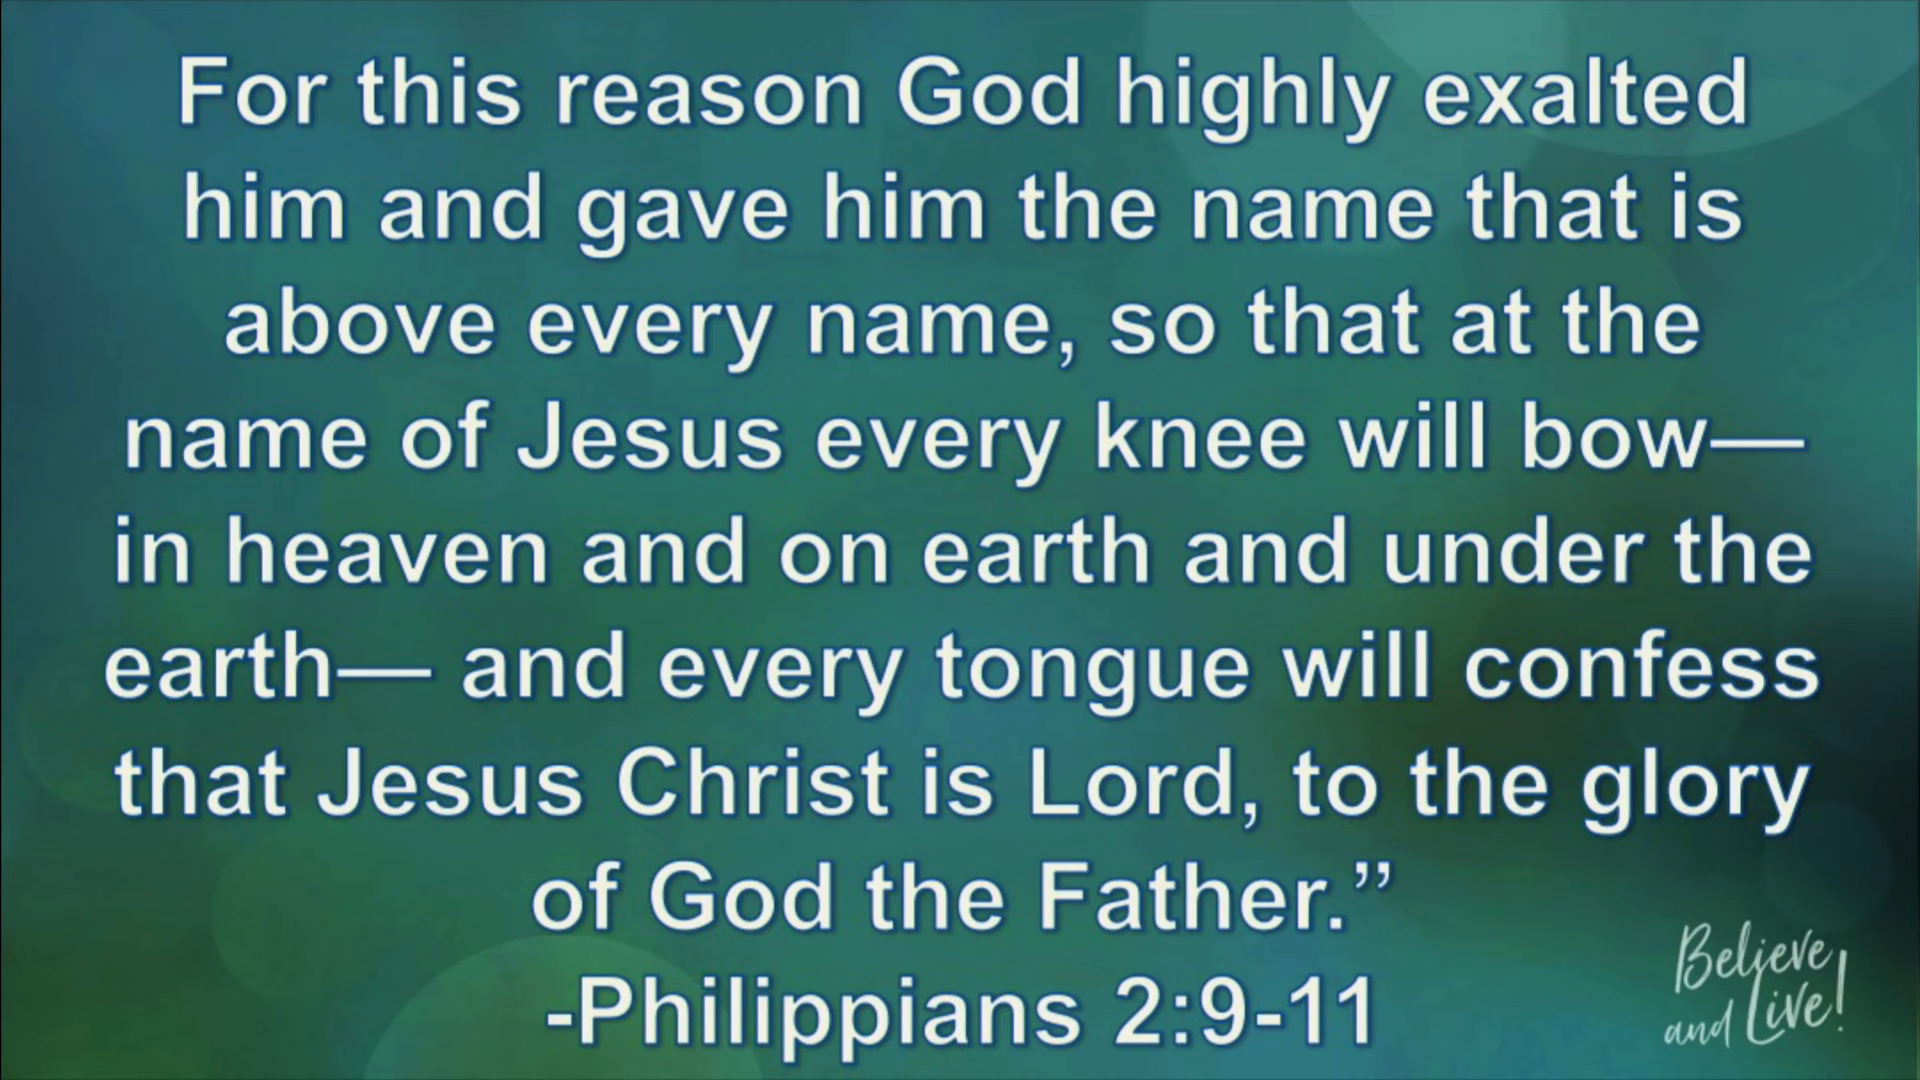 For this reason God highly exalted
him and gave him the name that is
above every name, so that at the
name of Jesus every knee will bow—
in heaven and on earth and under the
earth— and every tongue will confess
that Jesus Christ is Lord, to the glory
of God the Father.”
-Philippians 2:9-11
Believe
and Live!